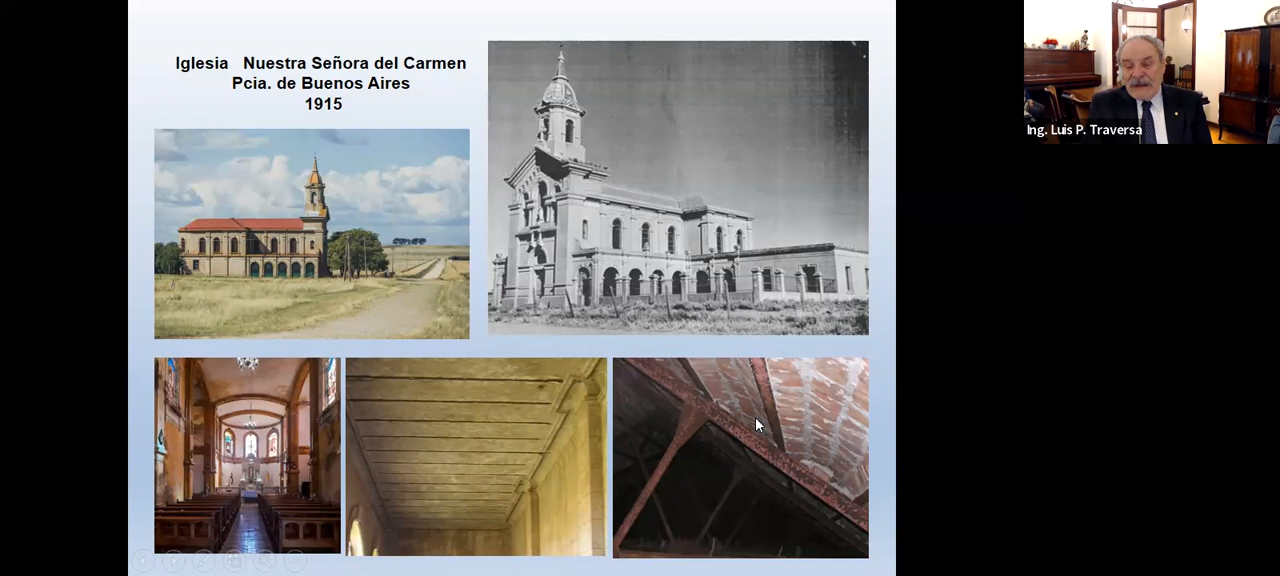 Iglesia Nuestra Señora del Carmen
Pcia. de Buenos Aires
1915
Ing. Luis P. Traversa